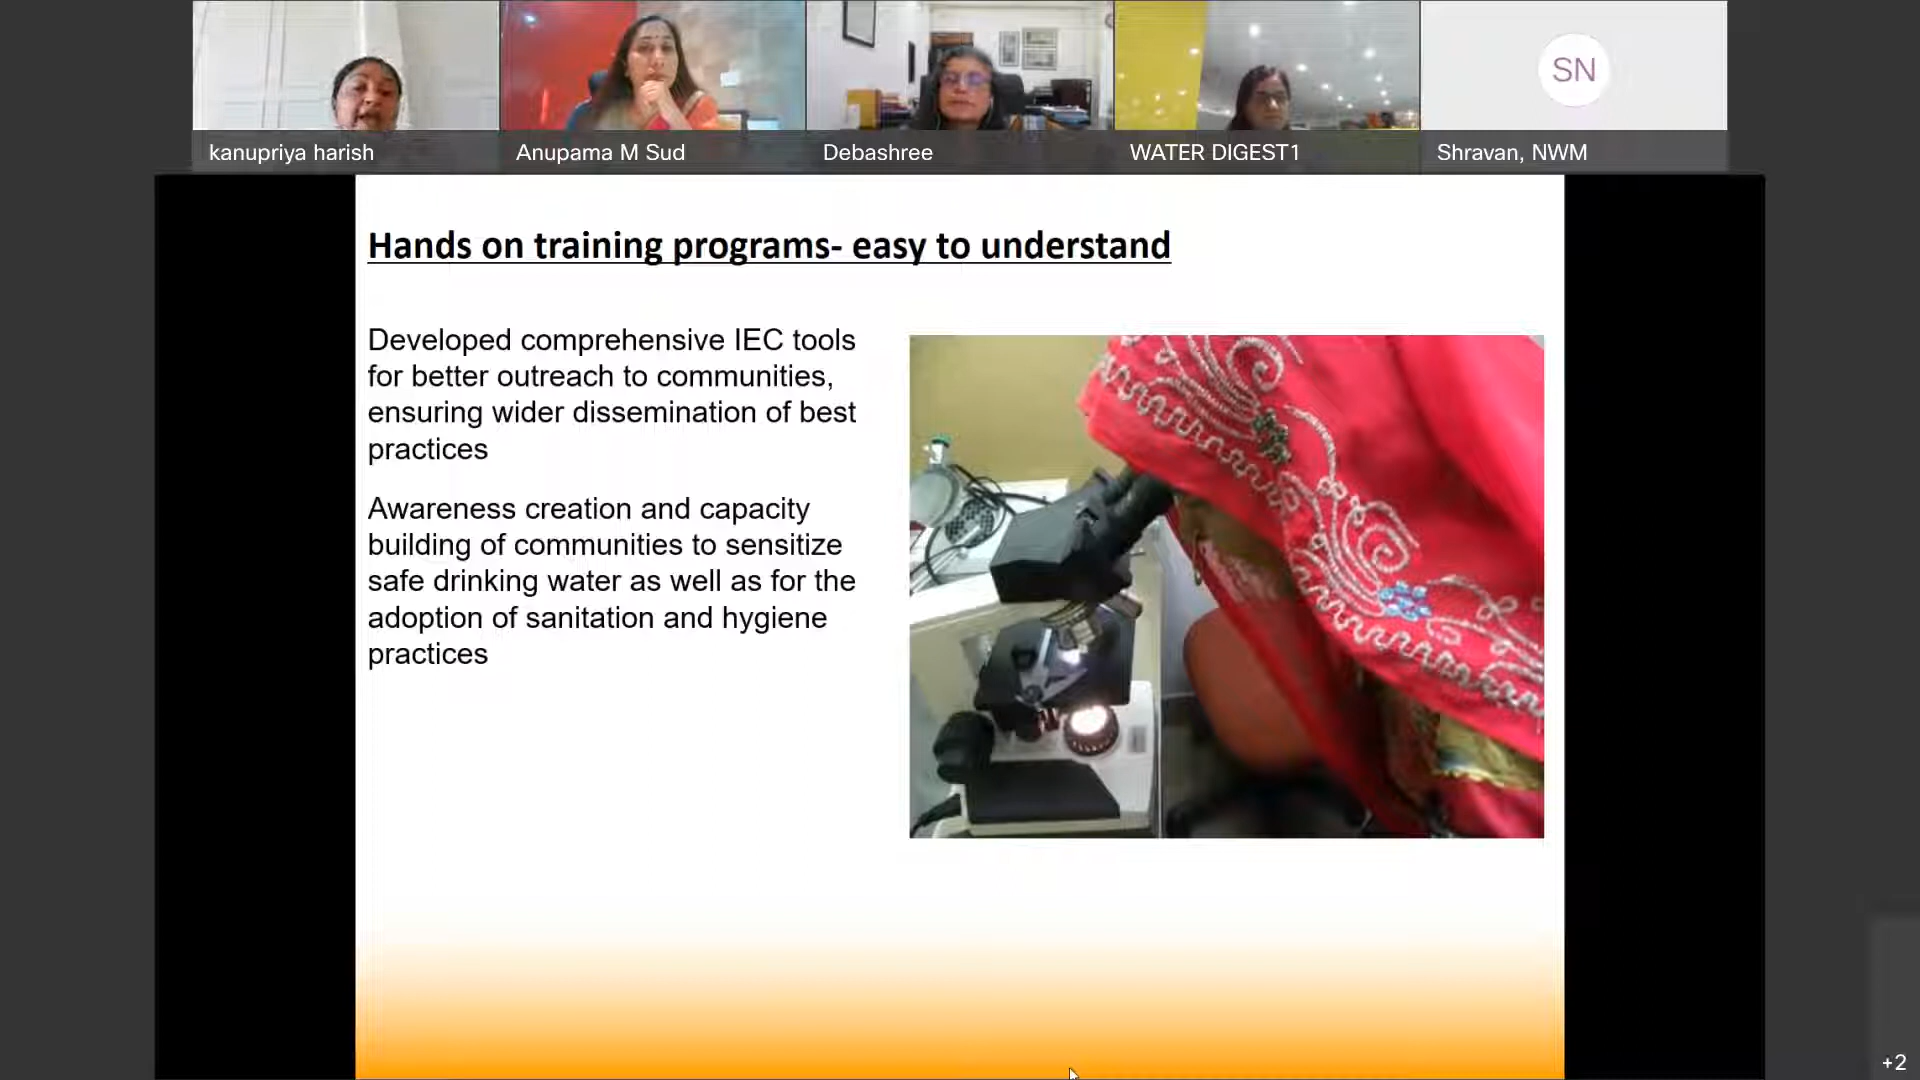 kanupriya harish
Anupama M Sud
Debashree
WATER DIGEST1
SN
Shravan, NWM
Hands on training programs- easy to understand
Developed comprehensive IEC tools
for better outreach to communities,
ensuring wider dissemination of best
practices
Awareness creation and capacity
building of communities to sensitize
safe drinking water as well as for the
adoption of sanitation and hygiene
practices
+2